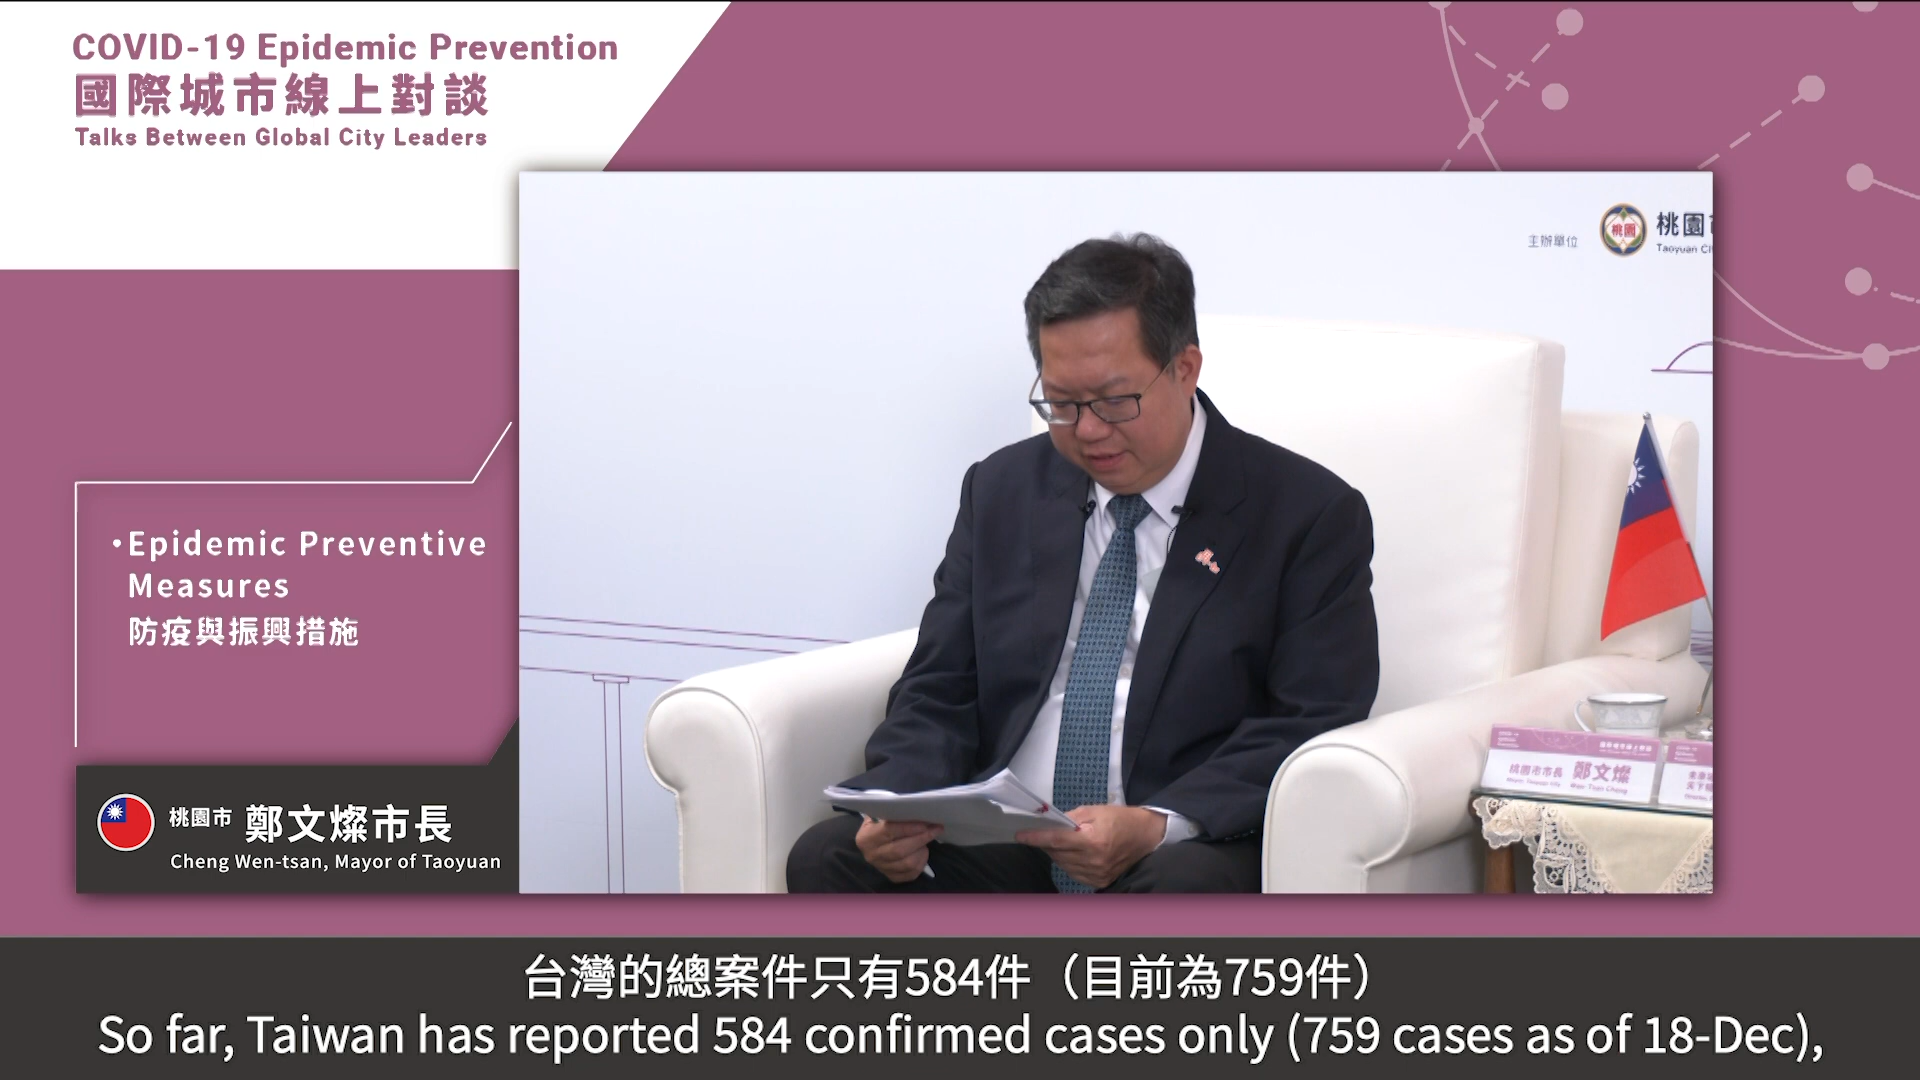 COVID-19 Epidemic Prevention
國際城市線上對談
Talks Between Global City Leaders
主辦單位
桃園
桃園
Taoyuan
•Epidemic Preventive
Measures
防疫與振興措施
桃園市市長 鄭文燦
桃園市 鄭文燦市長
Cheng Wen-tsan, Mayor of Taoyuan
台灣的總案件只有584件（目前為759件）
So far, Taiwan has reported 584 confirmed cases only (759 cases as of 18-Dec),